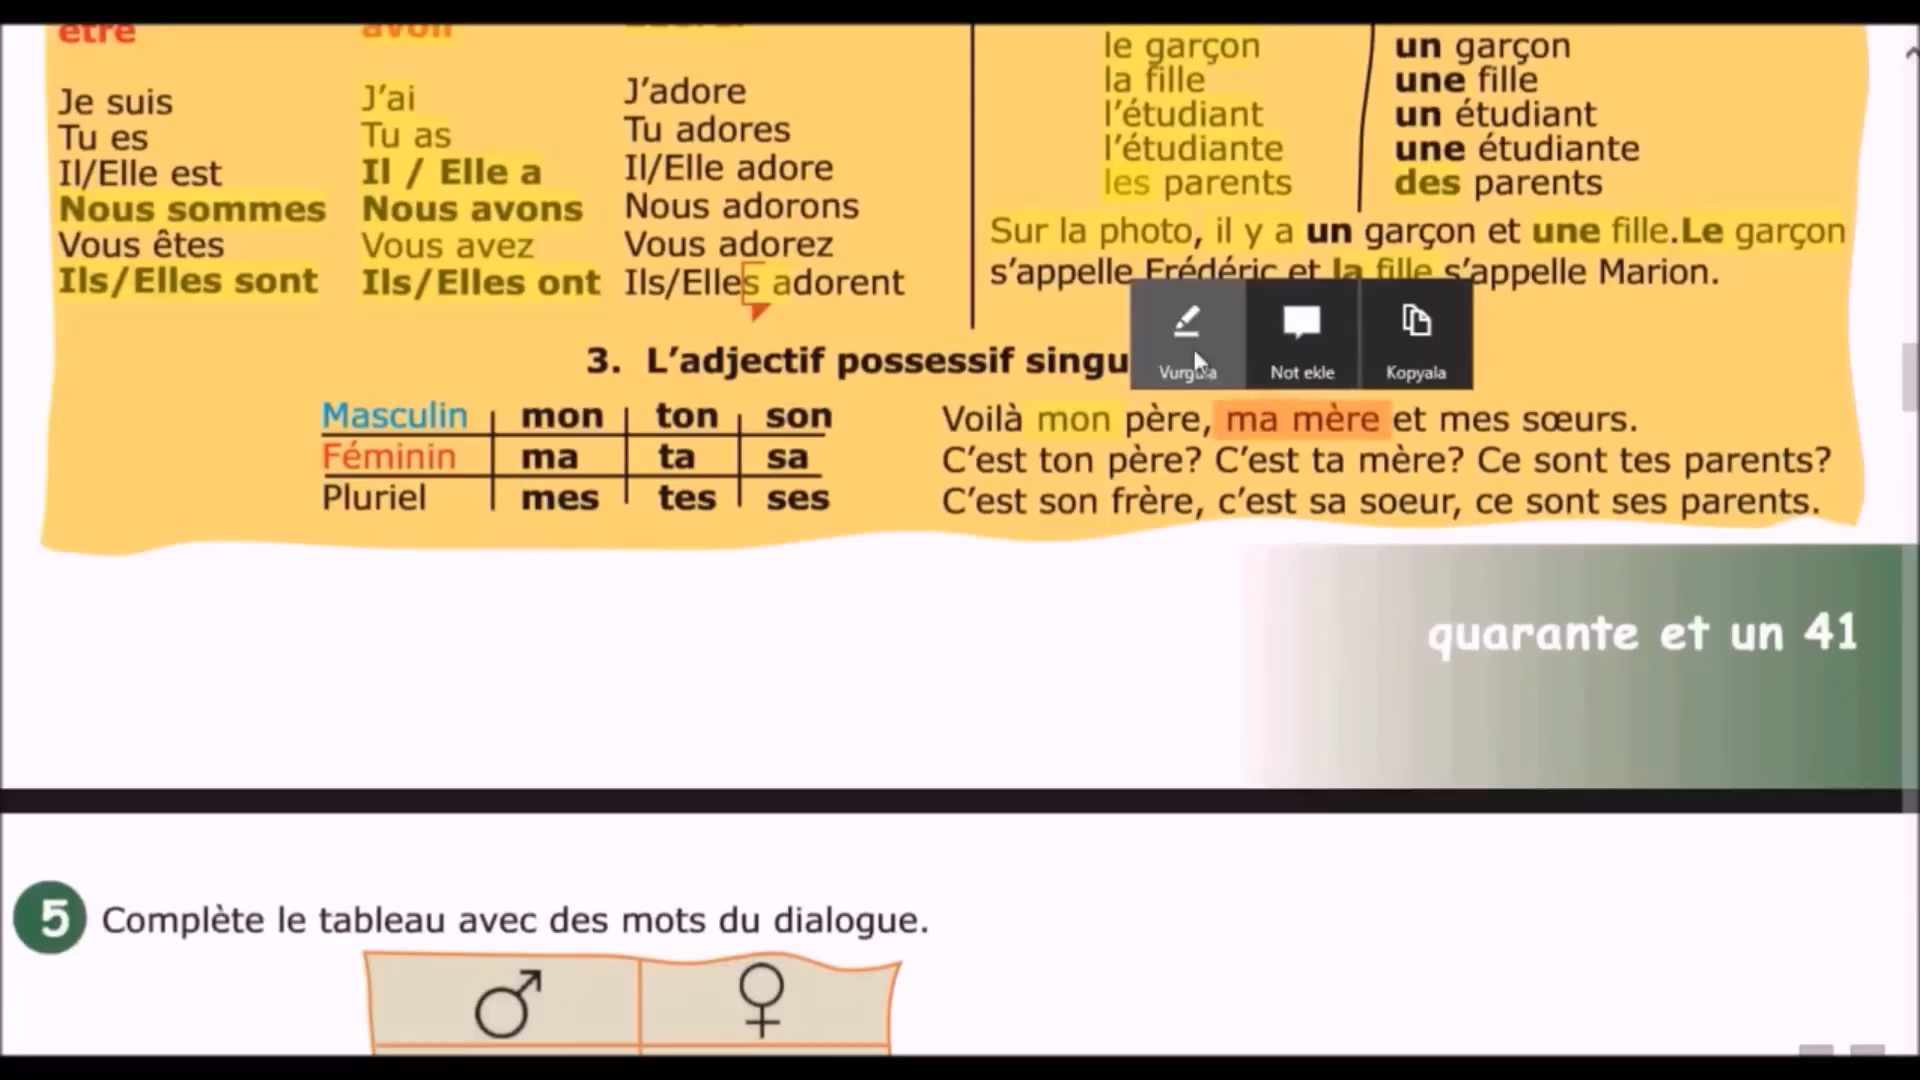 être avoir
Je suis J'ai J'adore
Tu es Tu as Tu adores
Il/Elle est Il / Elle a Il/Elle adore
Nous sommes Nous avons Nous adorons
Vous êtes Vous avez Vous adorez
Ils/Elles sont Ils/Elles ont Ils/Elles adorent
le garçon un garçon
la fille une fille
l'étudiant un étudiant
l'étudiante une étudiante
les parents des parents
Sur la photo, il y a un garçon et une fille.Le garçon
s'appelle Frédéric et la fille s'appelle Marion.
Vurgula Not ekle Kopyala
3. L'adjectif possessif singu
Masculin mon ton son
Féminin ma ta sa
Pluriel mes tes ses
Voilà mon père, ma mère et mes sœurs.
C'est ton père? C'est ta mère? Ce sont tes parents?
C'est son frère, c'est sa soeur, ce sont ses parents.
quarante et un 41
5 Complète le tableau avec des mots du dialogue.